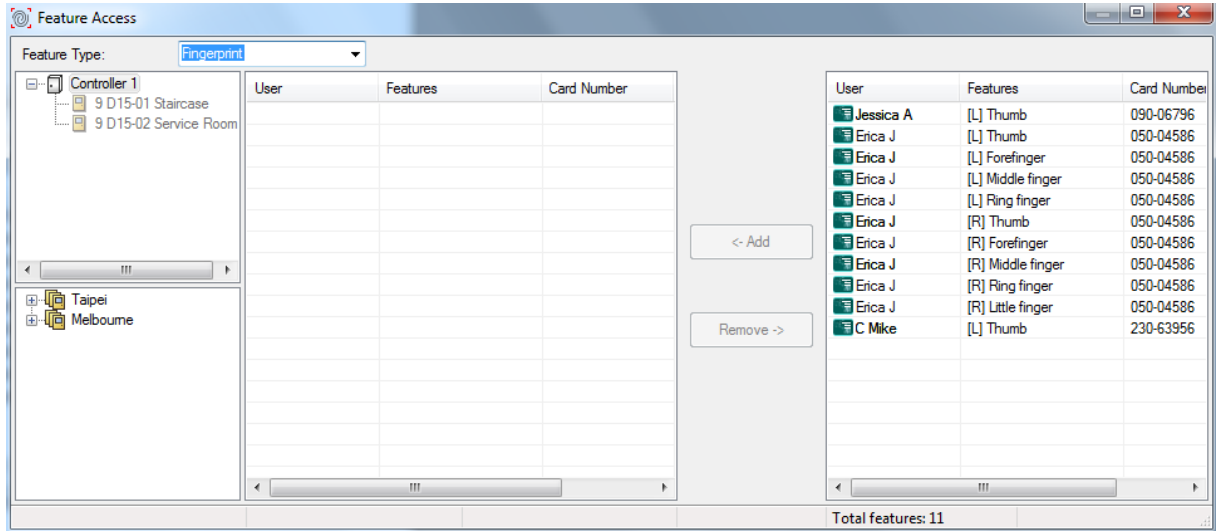 Feature Access
Feature Type: Fingerprint
Controller 1
9 D15-01 Staircase
9 D15-02 Service Room
Taipei
Melbourne
User Features Card Number
<- Add
Remove ->
User Features Card Number
Jessica A [L] Thumb 090-06796
Erica J [L] Thumb 050-04586
Erica J [L] Forefinger 050-04586
Erica J [L] Middle finger 050-04586
Erica J [L] Ring finger 050-04586
Erica J [R] Thumb 050-04586
Erica J [R] Forefinger 050-04586
Erica J [R] Middle finger 050-04586
Erica J [R] Ring finger 050-04586
Erica J [R] Little finger 050-04586
C Mike [L] Thumb 230-63956
Total features: 11